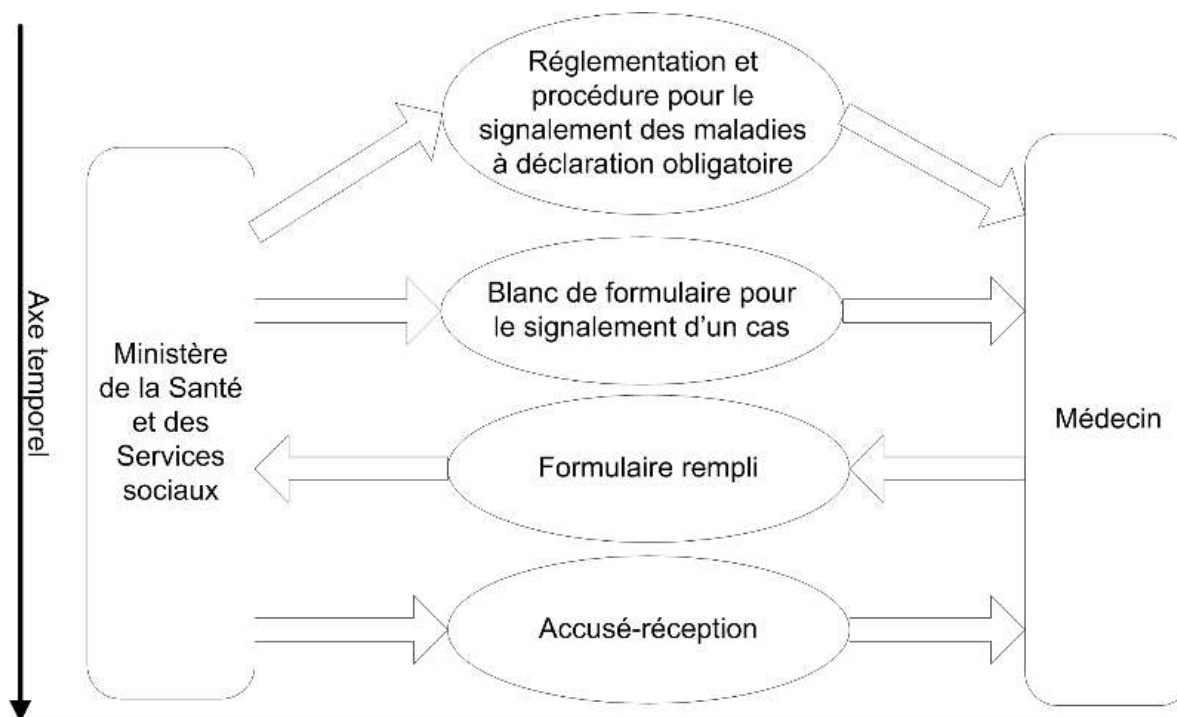 Réglementation et
procédure pour le
signalement des maladies
à déclaration obligatoire
Blanc de formulaire pour
le signalement d'un cas
Axe temporel
Ministère
de la Santé
et des
Services
sociaux
Médecin
Formulaire rempli
Accusé-réception